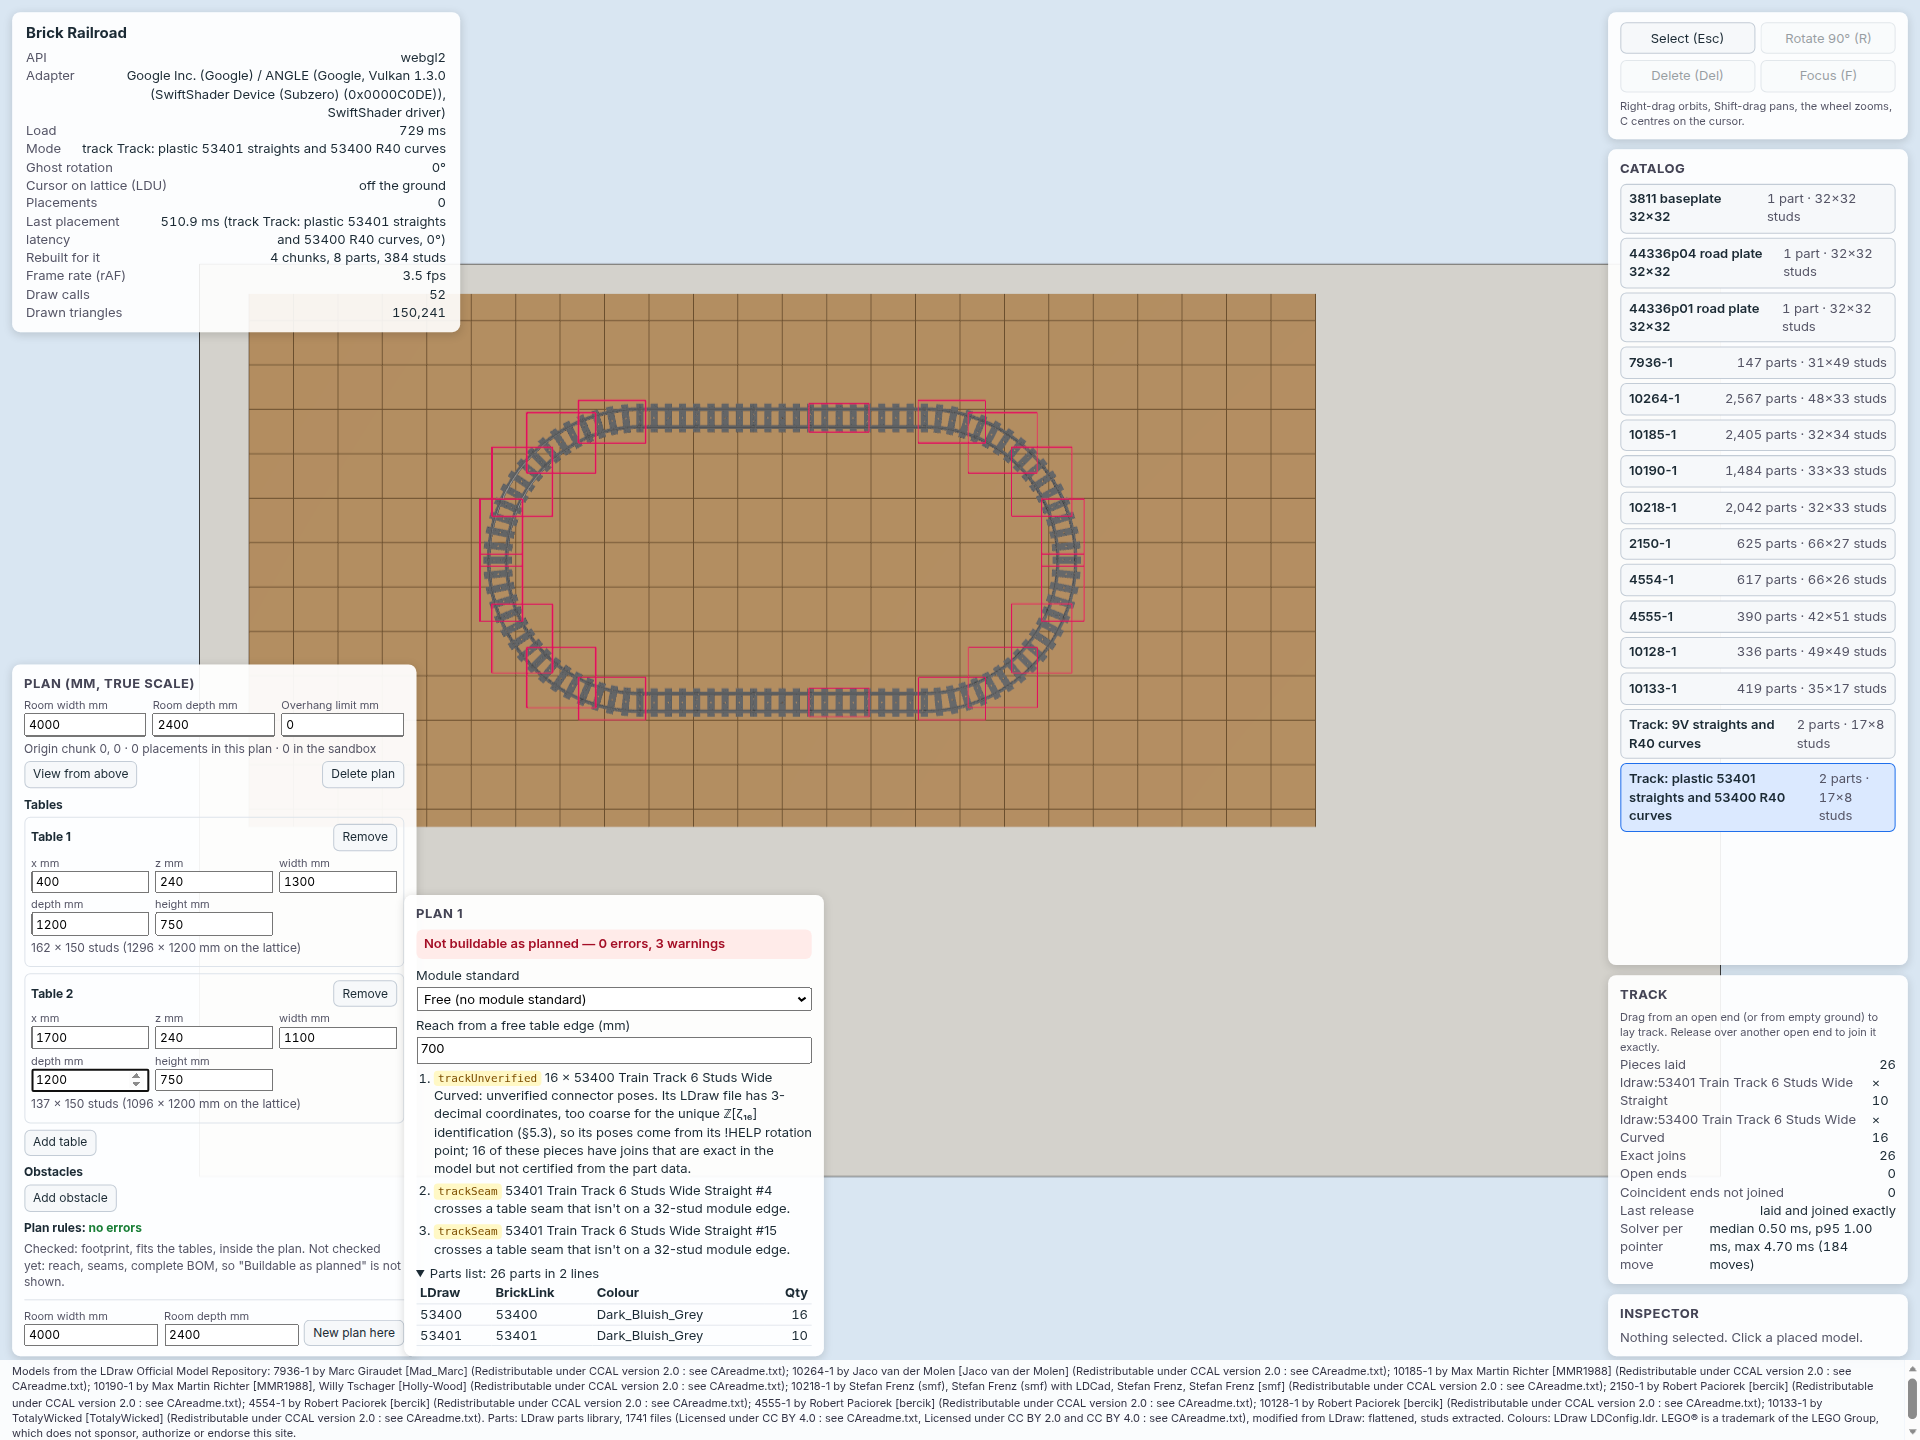 Brick Railroad
API webgl2
Adapter Google Inc. (Google) / ANGLE (Google, Vulkan 1.3.0
(SwiftShader Device (Subzero) (0x0000C0DE)),
SwiftShader driver)
Load 729 ms
Mode track Track: plastic 53401 straights and 53400 R40 curves
Ghost rotation 0°
Cursor on lattice (LDU) off the ground
Placements 0
Last placement 510.9 ms (track Track: plastic 53401 straights
latency and 53400 R40 curves, 0°)
Rebuilt for it 4 chunks, 8 parts, 384 studs
Frame rate (rAF) 3.5 fps
Draw calls 52
Drawn triangles 150,241
PLAN (MM, TRUE SCALE)
Room width mm Room depth mm Overhang limit mm
4000 2400 0
Origin chunk 0, 0 · 0 placements in this plan · 0 in the sandbox
View from above Delete plan
Tables
Table 1 Remove
x mm z mm width mm
400 240 1300
depth mm height mm
1200 750
162 × 150 studs (1296 × 1200 mm on the lattice)
Table 2 Remove
x mm z mm width mm
1700 240 1100
depth mm height mm
1200 750
137 × 150 studs (1096 × 1200 mm on the lattice)
Add table
Obstacles
Add obstacle
Plan rules: no errors
Checked: footprint, fits the tables, inside the plan. Not checked
yet: reach, seams, complete BOM, so "Buildable as planned" is not
shown.
Room width mm Room depth mm
4000 2400 New plan here
PLAN 1
Not buildable as planned — 0 errors, 3 warnings
Module standard
Free (no module standard)
Reach from a free table edge (mm)
700
1. trackUnverified 16 × 53400 Train Track 6 Studs Wide
Curved: unverified connector poses. Its LDraw file has 3-
decimal coordinates, too coarse for the unique ℤ[ζ₁₆]
identification (§5.3), so its poses come from its !HELP rotation
point; 16 of these pieces have joins that are exact in the
model but not certified from the part data.
2. trackSeam 53401 Train Track 6 Studs Wide Straight #4
crosses a table seam that isn't on a 32-stud module edge.
3. trackSeam 53401 Train Track 6 Studs Wide Straight #15
crosses a table seam that isn't on a 32-stud module edge.
▼ Parts list: 26 parts in 2 lines
LDraw BrickLink Colour Qty
53400 53400 Dark_Bluish_Grey 16
53401 53401 Dark_Bluish_Grey 10
Select (Esc) Rotate 90° (R)
Delete (Del) Focus (F)
Right-drag orbits, Shift-drag pans, the wheel zooms,
C centres on the cursor.
CATALOG
3811 baseplate 1 part · 32×32
32×32 studs
44336p04 road plate 1 part · 32×32
32×32 studs
44336p01 road plate 1 part · 32×32
32×32 studs
7936-1 147 parts · 31×49 studs
10264-1 2,567 parts · 48×33 studs
10185-1 2,405 parts · 32×34 studs
10190-1 1,484 parts · 33×33 studs
10218-1 2,042 parts · 32×33 studs
2150-1 625 parts · 66×27 studs
4554-1 617 parts · 66×26 studs
4555-1 390 parts · 42×51 studs
10128-1 336 parts · 49×49 studs
10133-1 419 parts · 35×17 studs
Track: 9V straights and 2 parts · 17×8
R40 curves studs
Track: plastic 53401 2 parts ·
straights and 53400 R40 17×8
curves studs
TRACK
Drag from an open end (or from empty ground) to
lay track. Release over another open end to join it
exactly.
Pieces laid 26
ldraw:53401 Train Track 6 Studs Wide ×
Straight 10
ldraw:53400 Train Track 6 Studs Wide ×
Curved 16
Exact joins 26
Open ends 0
Coincident ends not joined 0
Last release laid and joined exactly
Solver per median 0.50 ms, p95 1.00
pointer ms, max 4.70 ms (184
move moves)
INSPECTOR
Nothing selected. Click a placed model.
Models from the LDraw Official Model Repository: 7936-1 by Marc Giraudet [Mad_Marc] (Redistributable under CCAL version 2.0 : see CAreadme.txt); 10264-1 by Jaco van der Molen [Jaco van der Molen] (Redistributable under CCAL version 2.0 : see CAreadme.txt); 10185-1 by Max Martin Richter [MMR1988] (Redistributable under CCAL version 2.0 : see
CAreadme.txt); 10190-1 by Max Martin Richter [MMR1988], Willy Tschager [Holly-Wood] (Redistributable under CCAL version 2.0 : see CAreadme.txt); 10218-1 by Stefan Frenz (smf), Stefan Frenz (smf) with LDCad, Stefan Frenz, Stefan Frenz [smf] (Redistributable under CCAL version 2.0 : see CAreadme.txt); 2150-1 by Robert Paciorek [bercik] (Redistributable
under CCAL version 2.0 : see CAreadme.txt); 4554-1 by Robert Paciorek [bercik] (Redistributable under CCAL version 2.0 : see CAreadme.txt); 4555-1 by Robert Paciorek [bercik] (Redistributable under CCAL version 2.0 : see CAreadme.txt); 10128-1 by Robert Paciorek [bercik] (Redistributable under CCAL version 2.0 : see CAreadme.txt); 10133-1 by
TotalyWicked [TotalyWicked] (Redistributable under CCAL version 2.0 : see CAreadme.txt). Parts: LDraw parts library, 1741 files (Licensed under CC BY 4.0 : see CAreadme.txt, Licensed under CC BY 2.0 and CC BY 4.0 : see CAreadme.txt), modified from LDraw: flattened, studs extracted. Colours: LDraw LDConfig.ldr. LEGO® is a trademark of the LEGO Group,
which does not sponsor, authorize or endorse this site.